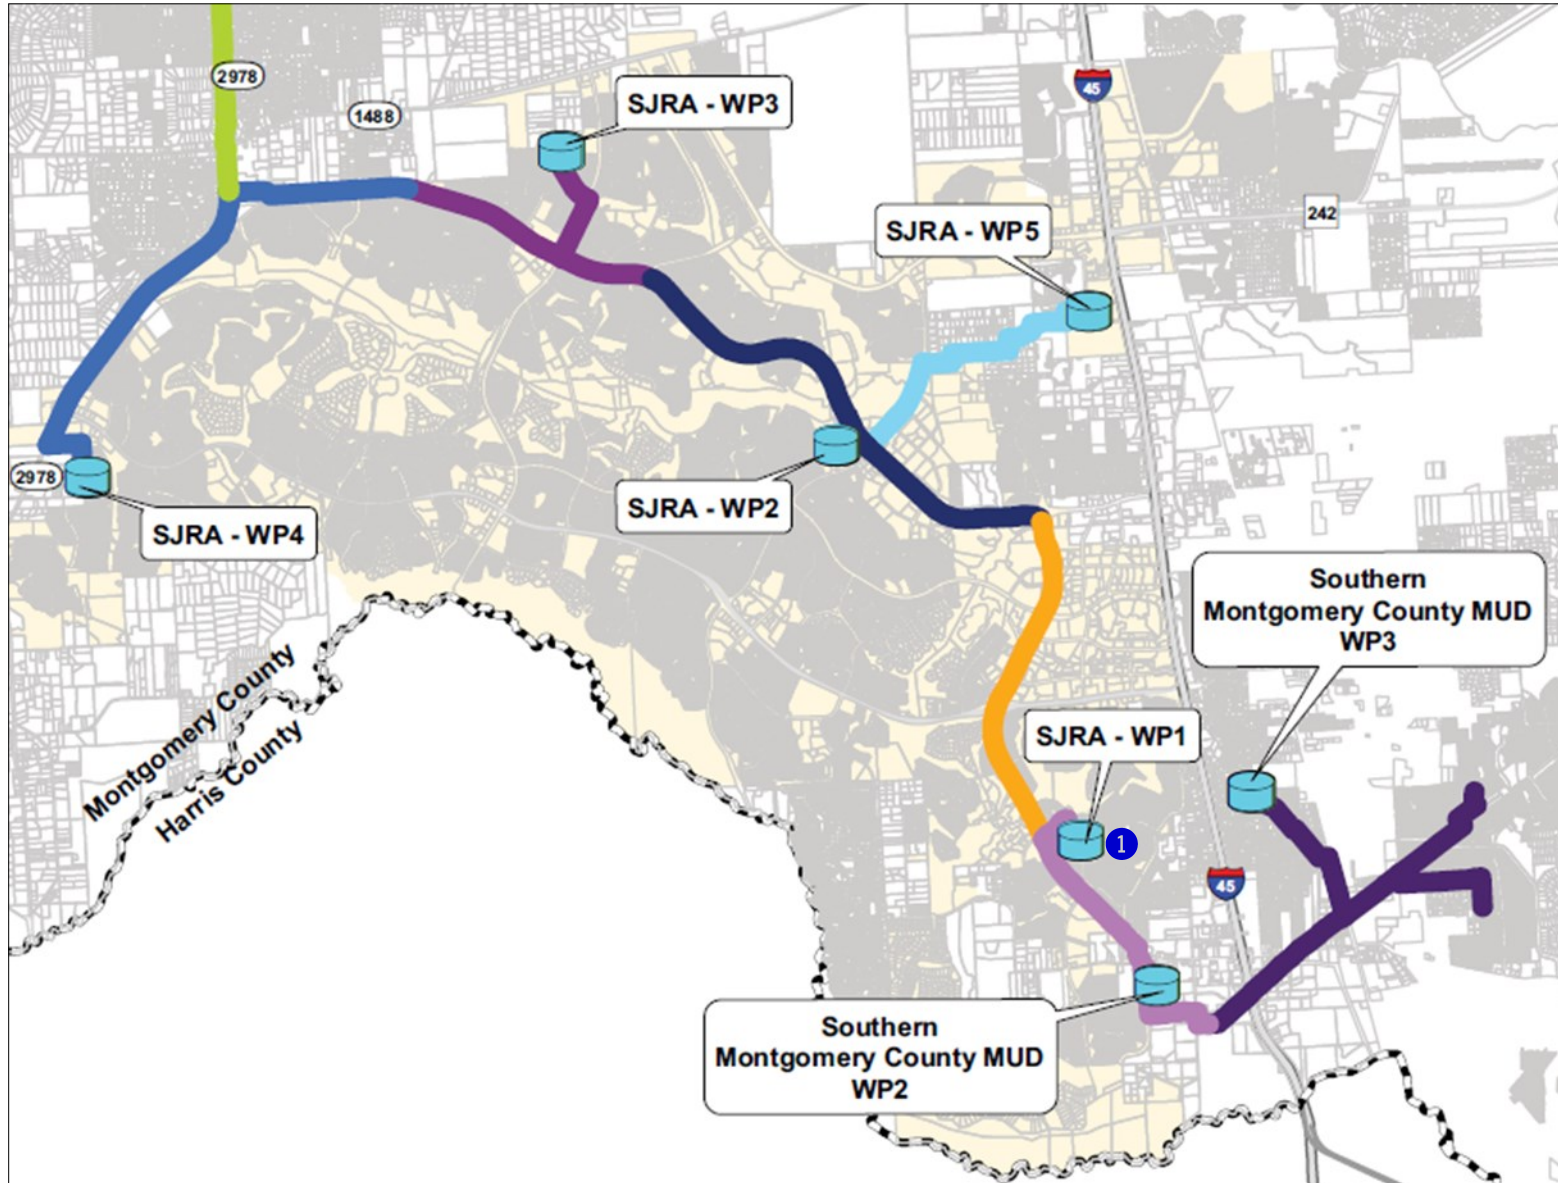 2978
SJRA - WP3
45
1488
SJRA - WP5
242
2978
SJRA - WP2
SJRA - WP4
Southern
Montgomery County MUD
WP3
Montgomery County
Harris County
SJRA - WP1
1
45
Southern
Montgomery County MUD
WP2